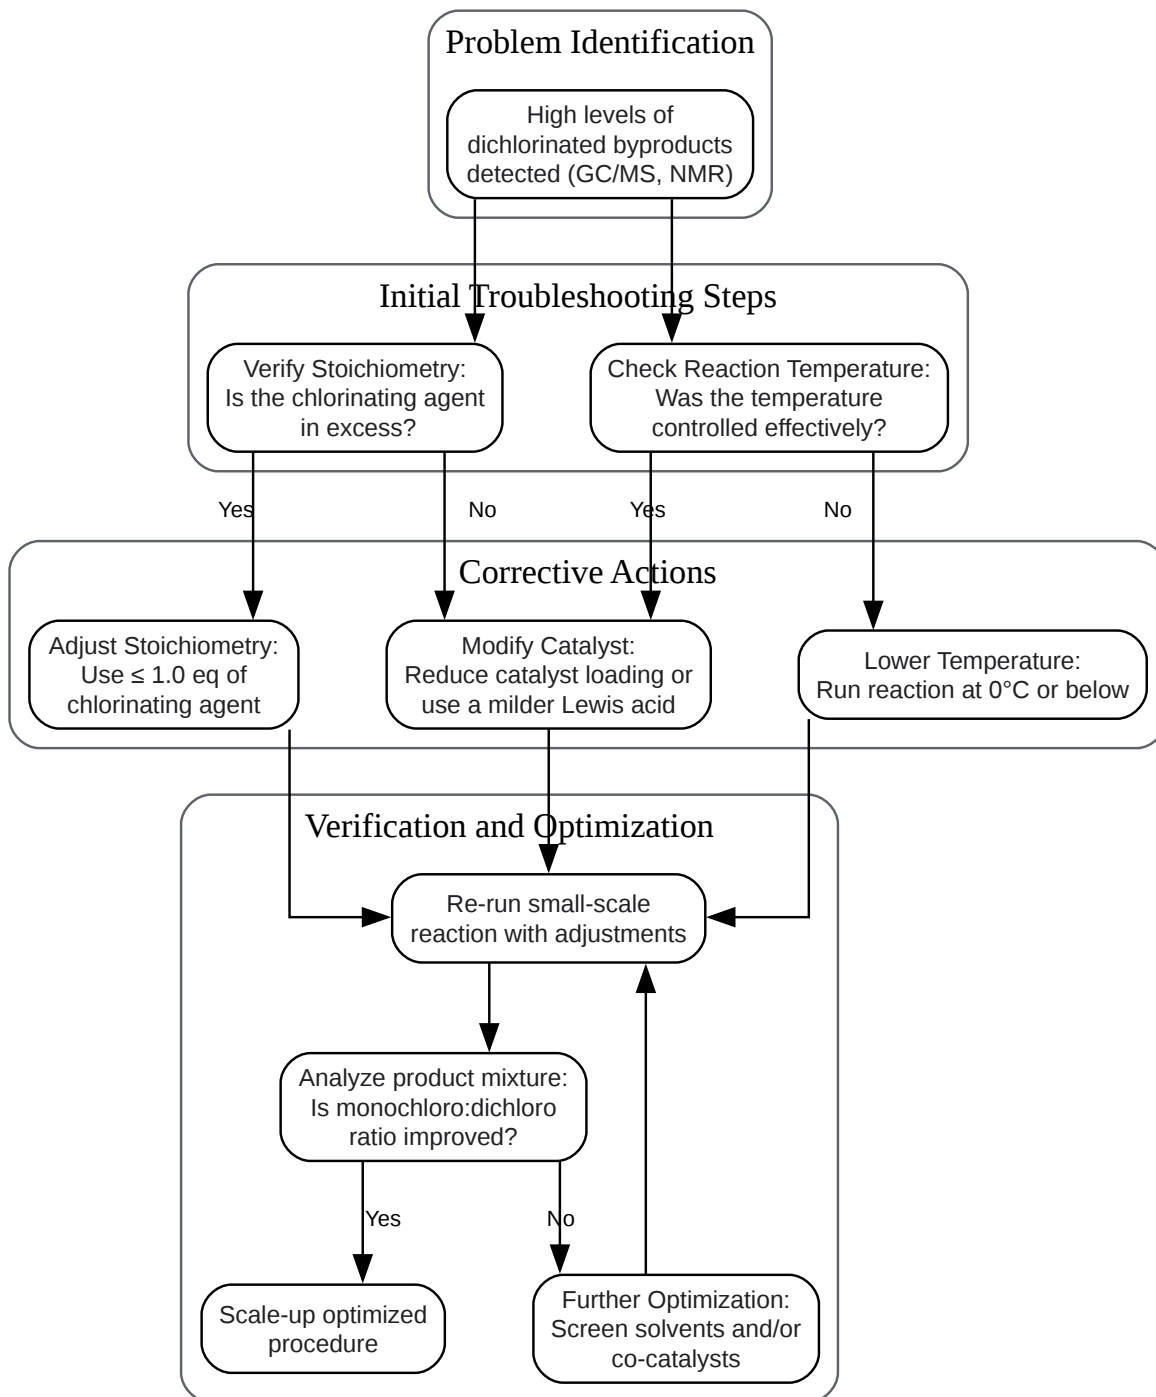 Problem Identification
High levels of
dichlorinated byproducts
detected (GC/MS, NMR)
Initial Troubleshooting Steps
Verify Stoichiometry:
Is the chlorinating agent
in excess?
Check Reaction Temperature:
Was the temperature
controlled effectively?
Yes
No
Yes
No
Corrective Actions
Adjust Stoichiometry:
Use ≤ 1.0 eq of
chlorinating agent
Modify Catalyst:
Reduce catalyst loading or
use a milder Lewis acid
Lower Temperature:
Run reaction at 0°C or below
Verification and Optimization
Re-run small-scale
reaction with adjustments
Analyze product mixture:
Is monochloro:dichloro
ratio improved?
Yes
No
Scale-up optimized
procedure
Further Optimization:
Screen solvents and/or
co-catalysts